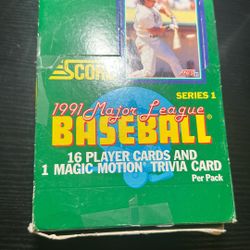 SCORE
SERIES 1
1991 Major League
BASEBALL
16 PLAYER CARDS AND
1 MAGIC MOTION TRIVIA CARD
Per Pack